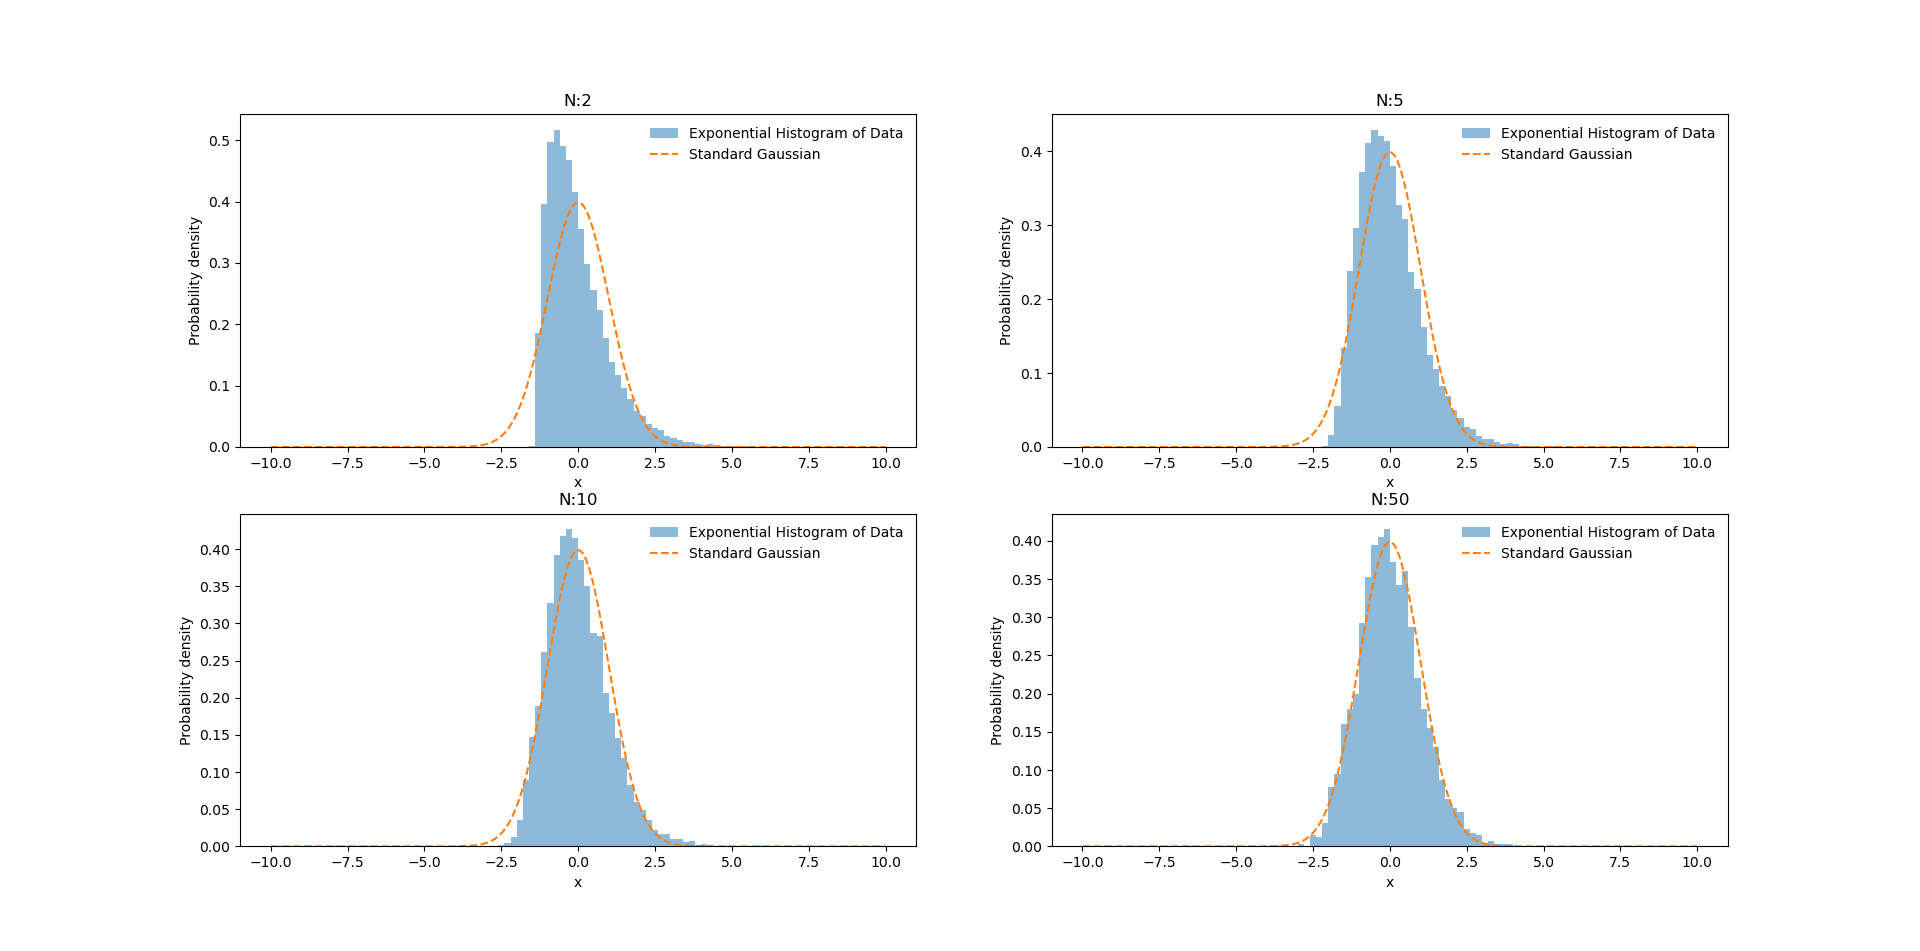 N:2
Exponential Histogram of Data
Standard Gaussian
Probability density
0.5
0.4
0.3
0.2
0.1
0.0
−10.0 −7.5 −5.0 −2.5 0.0 2.5 5.0 7.5 10.0
x
N:5
Exponential Histogram of Data
Standard Gaussian
Probability density
0.4
0.3
0.2
0.1
0.0
−10.0 −7.5 −5.0 −2.5 0.0 2.5 5.0 7.5 10.0
x
N:10
Exponential Histogram of Data
Standard Gaussian
Probability density
0.40
0.35
0.30
0.25
0.20
0.15
0.10
0.05
0.00
−10.0 −7.5 −5.0 −2.5 0.0 2.5 5.0 7.5 10.0
x
N:50
Exponential Histogram of Data
Standard Gaussian
Probability density
0.40
0.35
0.30
0.25
0.20
0.15
0.10
0.05
0.00
−10.0 −7.5 −5.0 −2.5 0.0 2.5 5.0 7.5 10.0
x